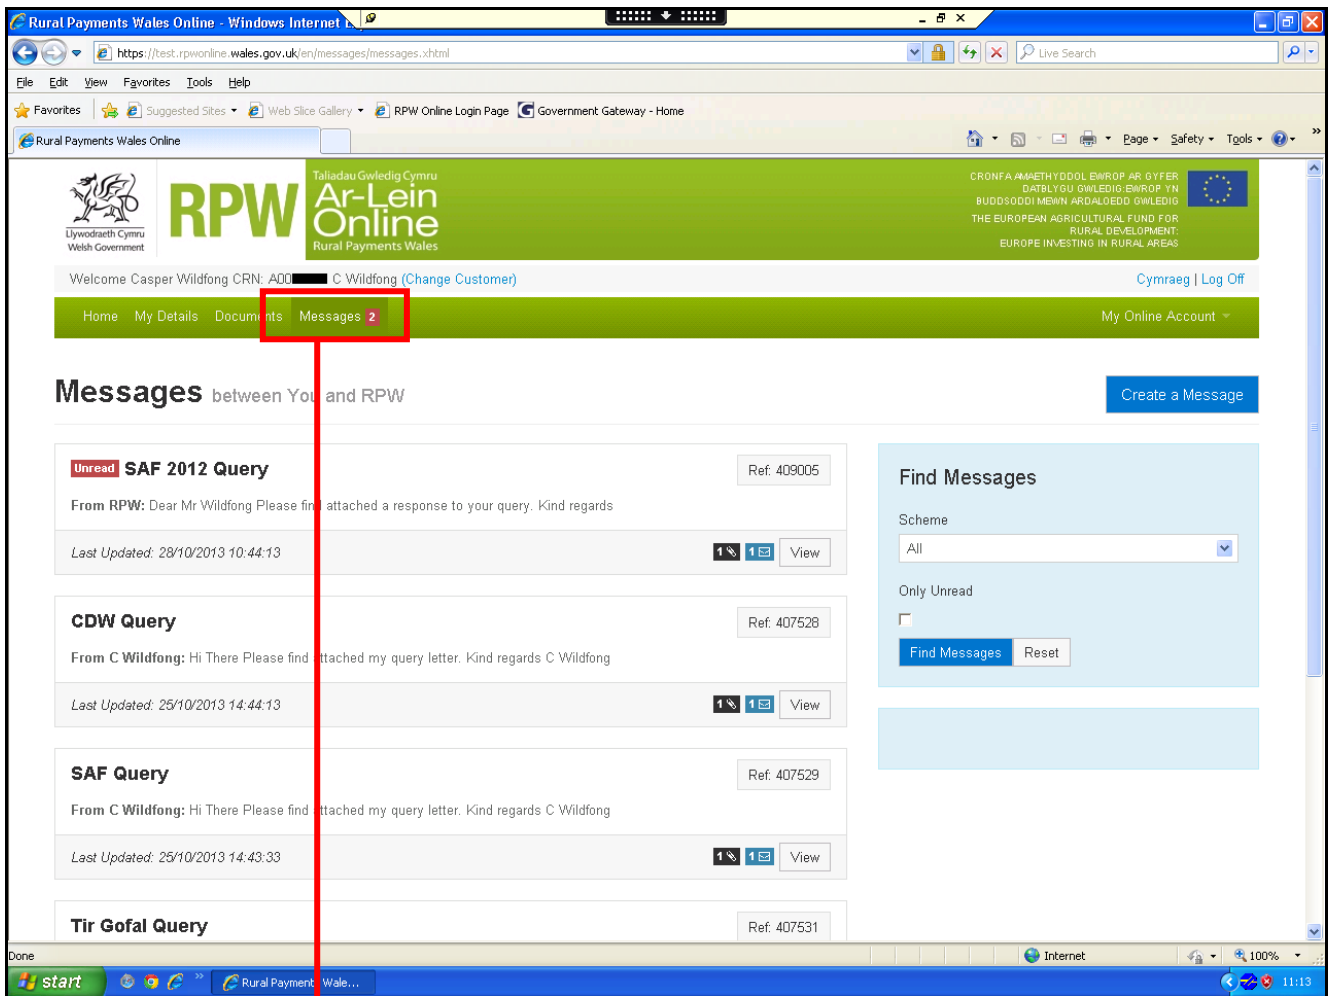 Rural Payments Wales Online - Windows Internet
https://test.rpwonline.wales.gov.uk/en/messages/messages.xhtml
Live Search
File Edit View Favorites Tools Help
Favorites Suggested Sites Web Slice Gallery RPW Online Login Page Government Gateway - Home
Rural Payments Wales Online
Page Safety Tools
Llywodraeth Cymru
Welsh Government
RPW
Taliadau Gwledig Cymru
Ar-Lein
Online
Rural Payments Wales
CRONFA AMAETHYDDOL EWROP AR GYFER
DATBLYGU GWLEDIG:EWROP YN
BUDDSODDI MEWN ARDALOEDD GWLEDIG
THE EUROPEAN AGRICULTURAL FUND FOR
RURAL DEVELOPMENT:
EUROPE INVESTING IN RURAL AREAS
Welcome Casper Wildfong CRN: A00 C Wildfong (Change Customer)
Cymraeg | Log Off
Home My Details Documents Messages 2
My Online Account
Messages between You and RPW
Create a Message
Unread SAF 2012 Query
Ref: 409005
From RPW: Dear Mr Wildfong Please find attached a response to your query. Kind regards
Last Updated: 28/10/2013 10:44:13
1 1 View
CDW Query
Ref: 407528
From C Wildfong: Hi There Please find attached my query letter. Kind regards C Wildfong
Last Updated: 25/10/2013 14:44:13
1 1 View
SAF Query
Ref: 407529
From C Wildfong: Hi There Please find attached my query letter. Kind regards C Wildfong
Last Updated: 25/10/2013 14:43:33
1 1 View
Tir Gofal Query
Ref: 407531
Find Messages
Scheme
All
Only Unread
Find Messages Reset
Done
Internet
100%
start
Rural Payments Wale...
11:13